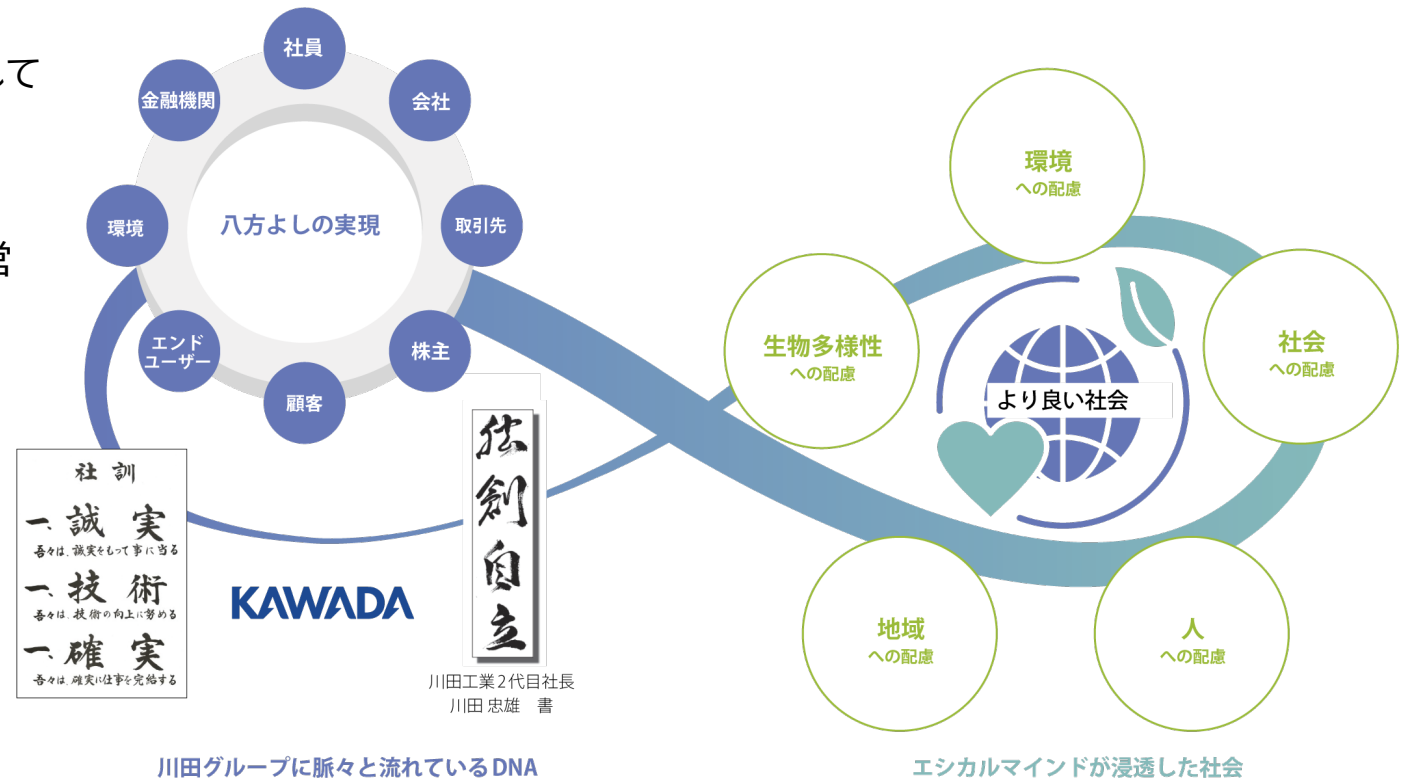 して
営
社員
会社
取引先
株主
顧客
エンド
ユーザー
環境
金融機関
八方よしの実現
社訓
一、誠実
吾々は、誠実をもって事に当る
一、技術
吾々は、技術の向上に努める
一、確実
吾々は、確実に仕事を完結する
KAWADA
独創自立
川田工業2代目社長
川田 忠雄 書
川田グループに脈々と流れているDNA
環境
への配慮
社会
への配慮
人
への配慮
地域
への配慮
生物多様性
への配慮
より良い社会
エシカルマインドが浸透した社会